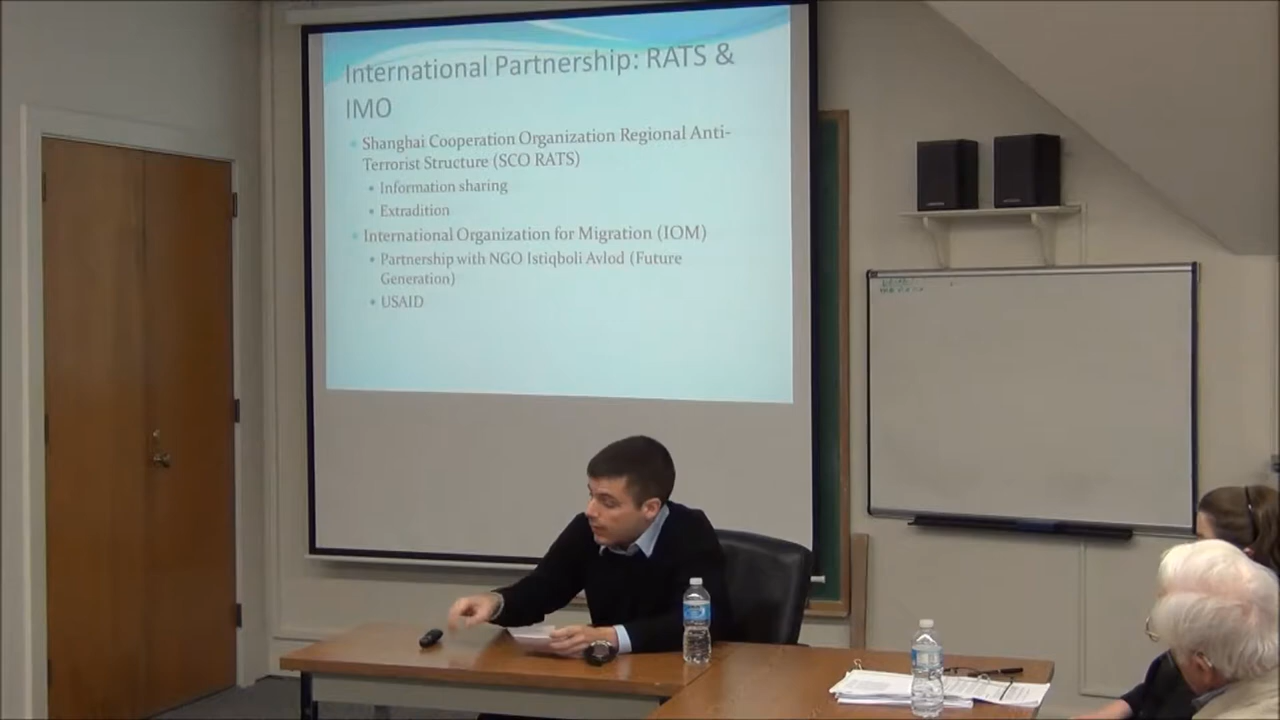 International Partnership: RATS &
IMO
Shanghai Cooperation Organization Regional Anti-
Terrorist Structure (SCO RATS)
Information sharing
Extradition
International Organization for Migration (IOM)
Partnership with NGO Istiqboli Avlod (Future
Generation)
USAID